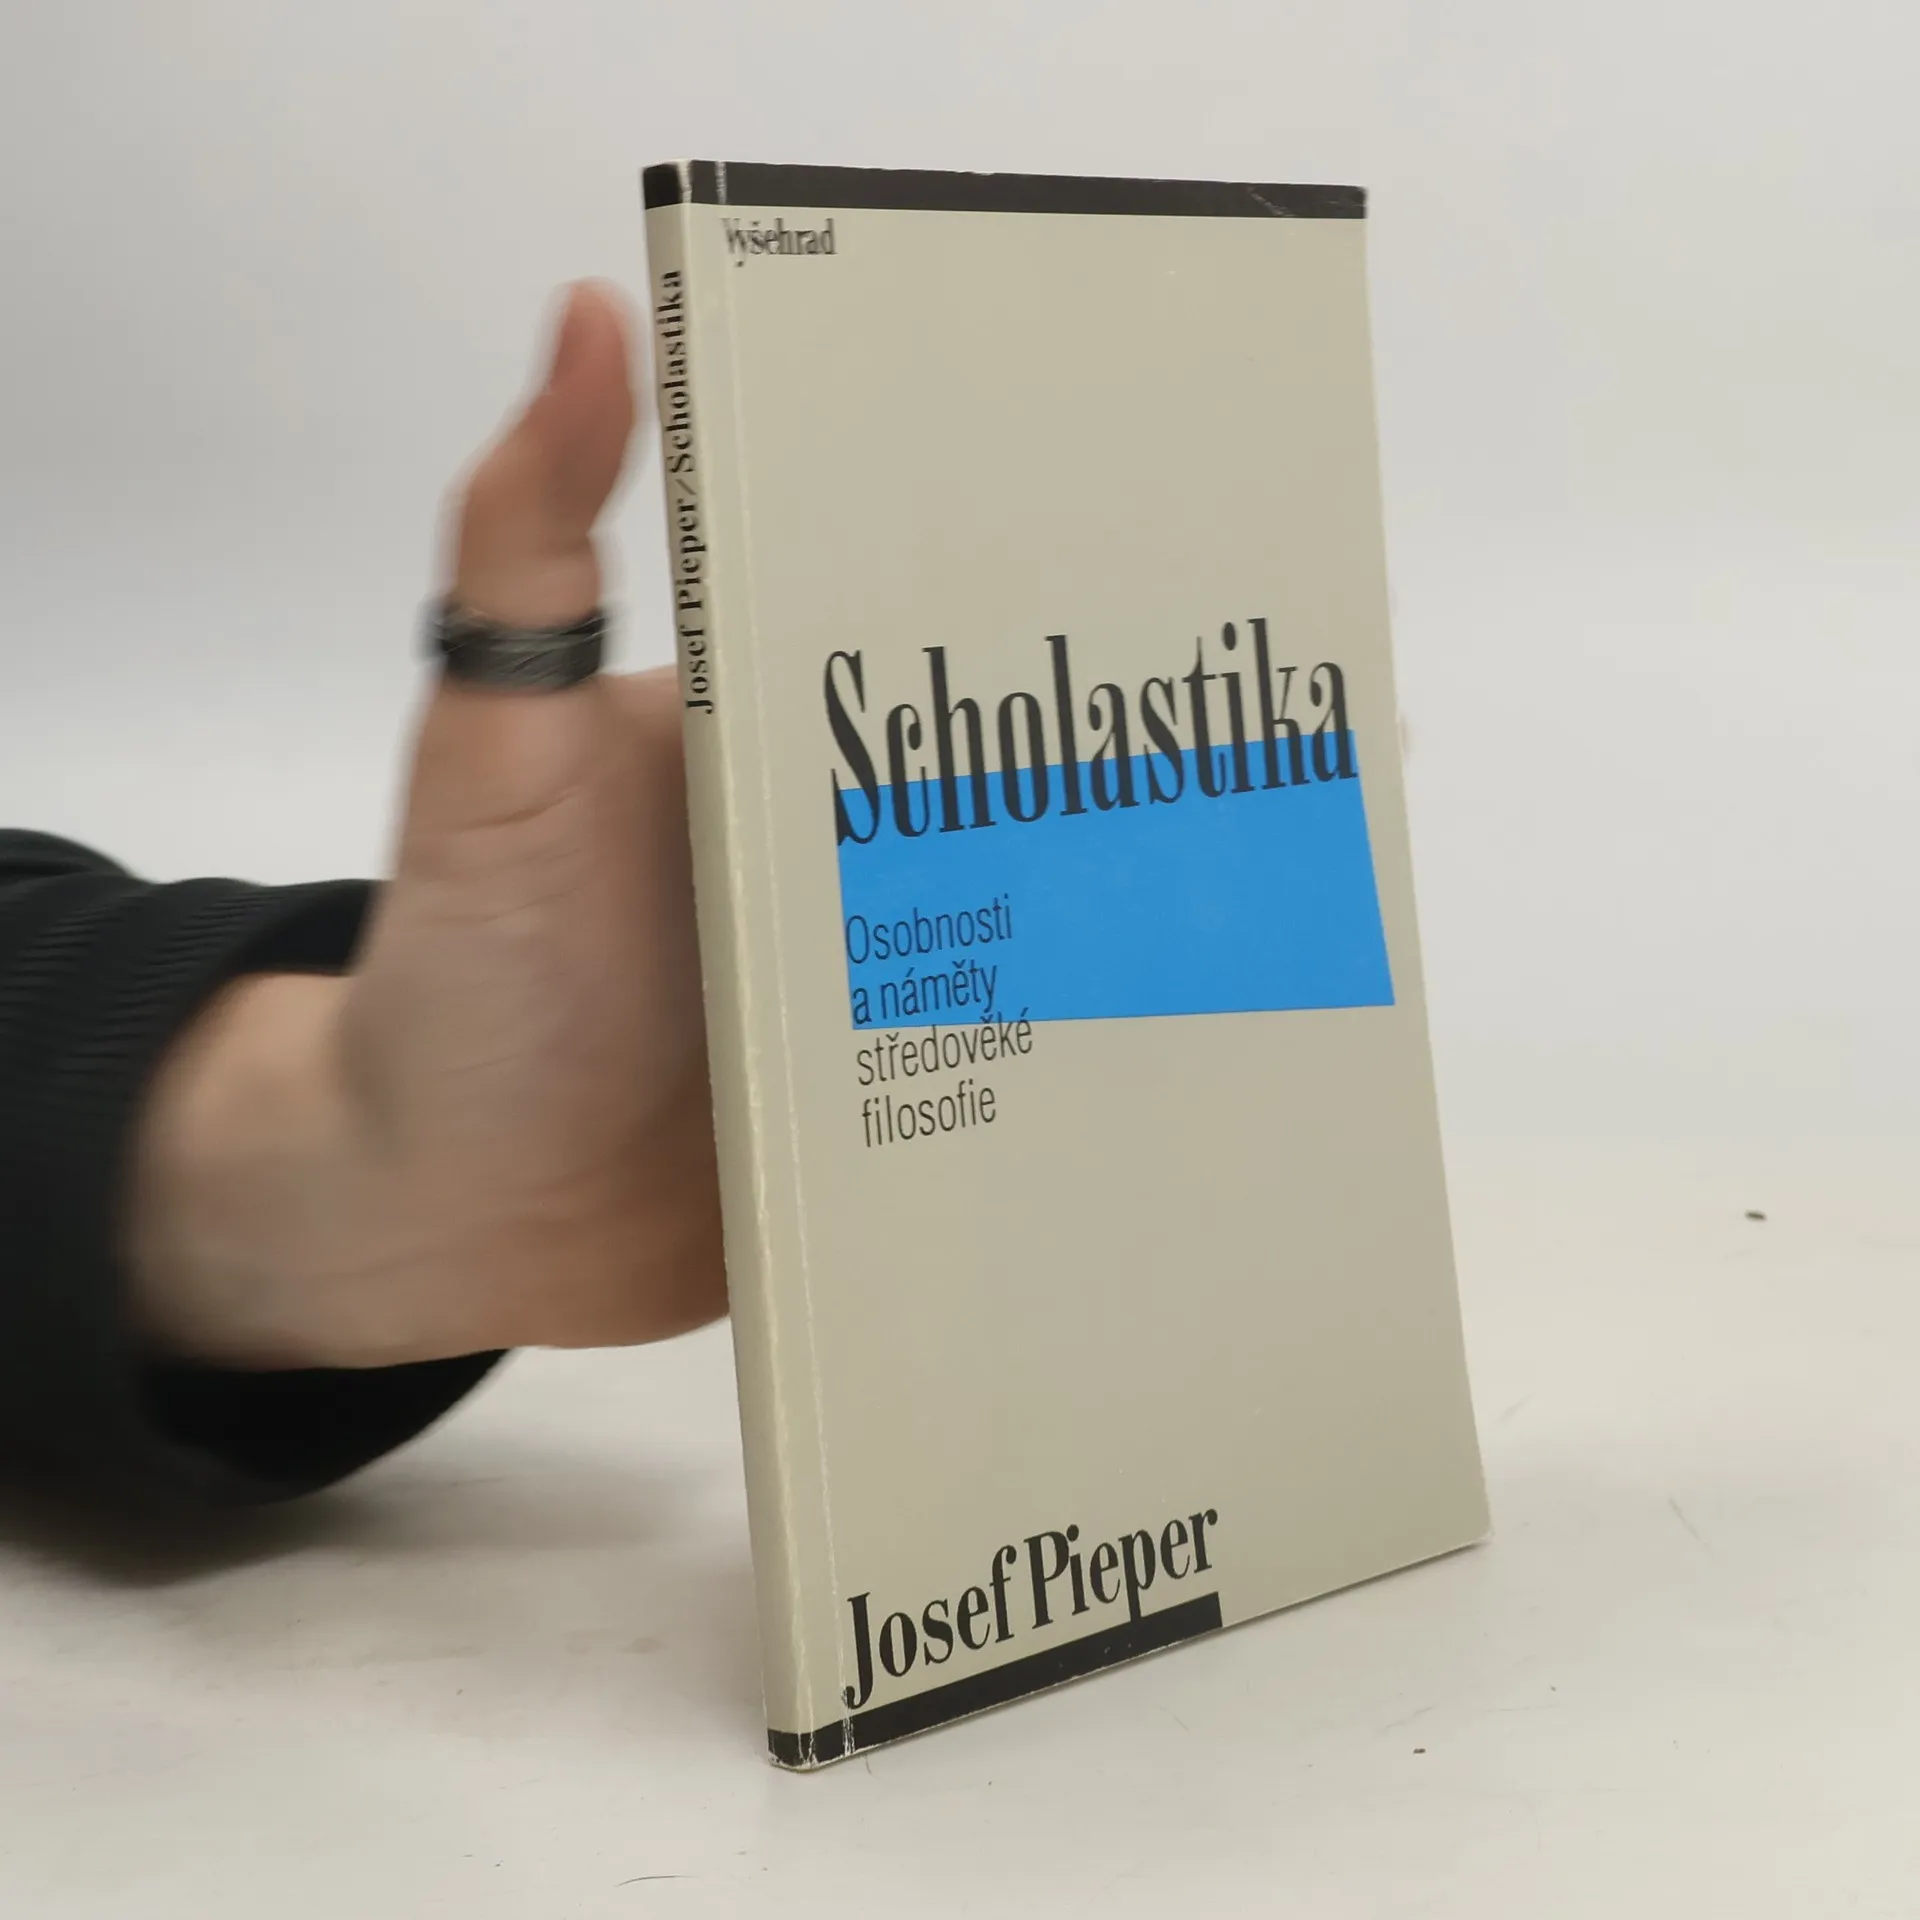 Vyšehrad
Josef Pieper/Scholastika
Scholastika
Osobnosti
a náměty
středověké
filosofie
Josef Pieper